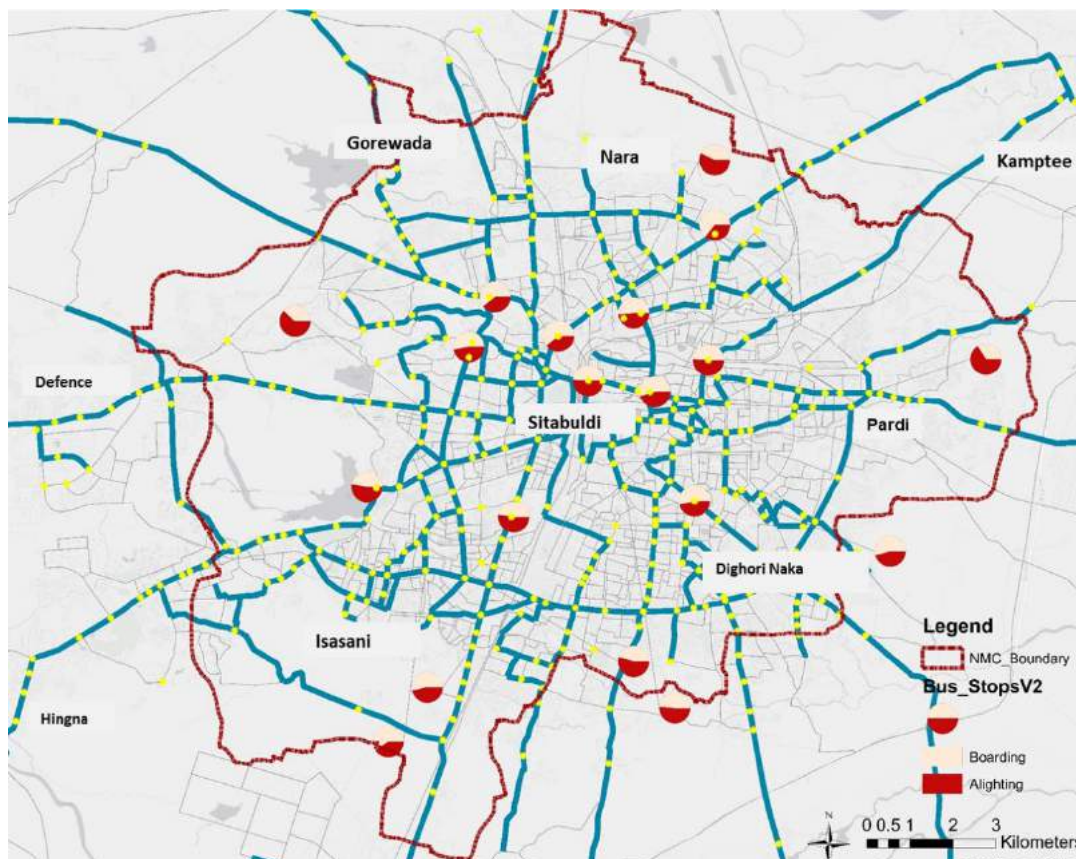 Gorewada
Nara
Kamptee
Defence
Sitabuldi
Pardi
Dighori Naka
Isasani
Hingna
Legend
NMC_Boundary
Bus_StopsV2
Boarding
Alighting
N
0 0.5 1 2 3
Kilometers